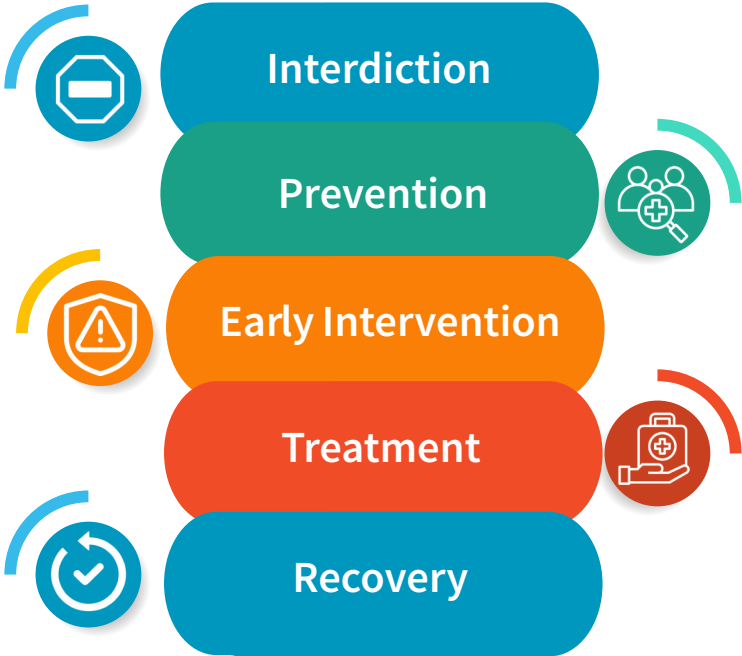 Interdiction
Prevention
Early Intervention
Treatment
Recovery